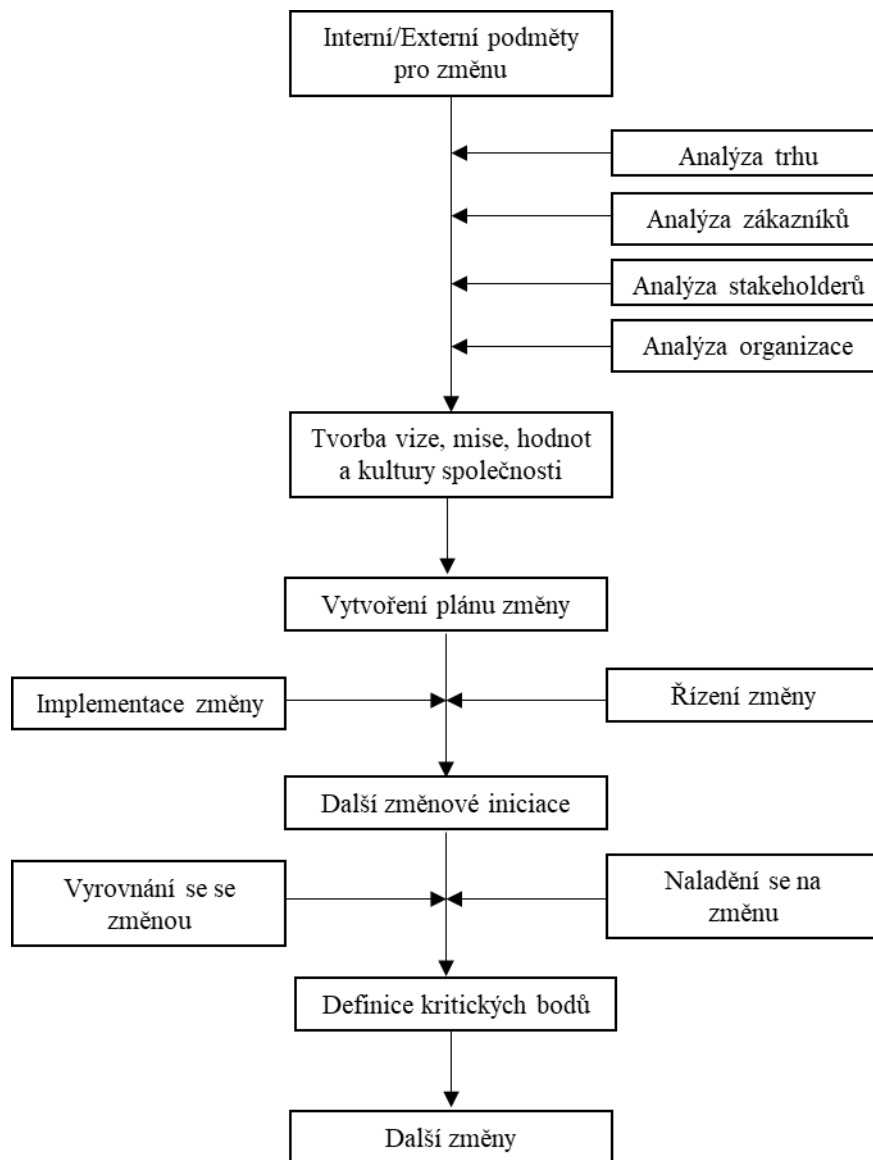 Interní/Externí podměty
pro změnu
Analýza trhu
Analýza zákazníků
Analýza stakeholderů
Analýza organizace
Tvorba vize, mise, hodnot
a kultury společnosti
Vytvoření plánu změny
Implementace změny
Řízení změny
Další změnové iniciace
Vyrovnání se se
změnou
Naladění se na
změnu
Definice kritických bodů
Další změny